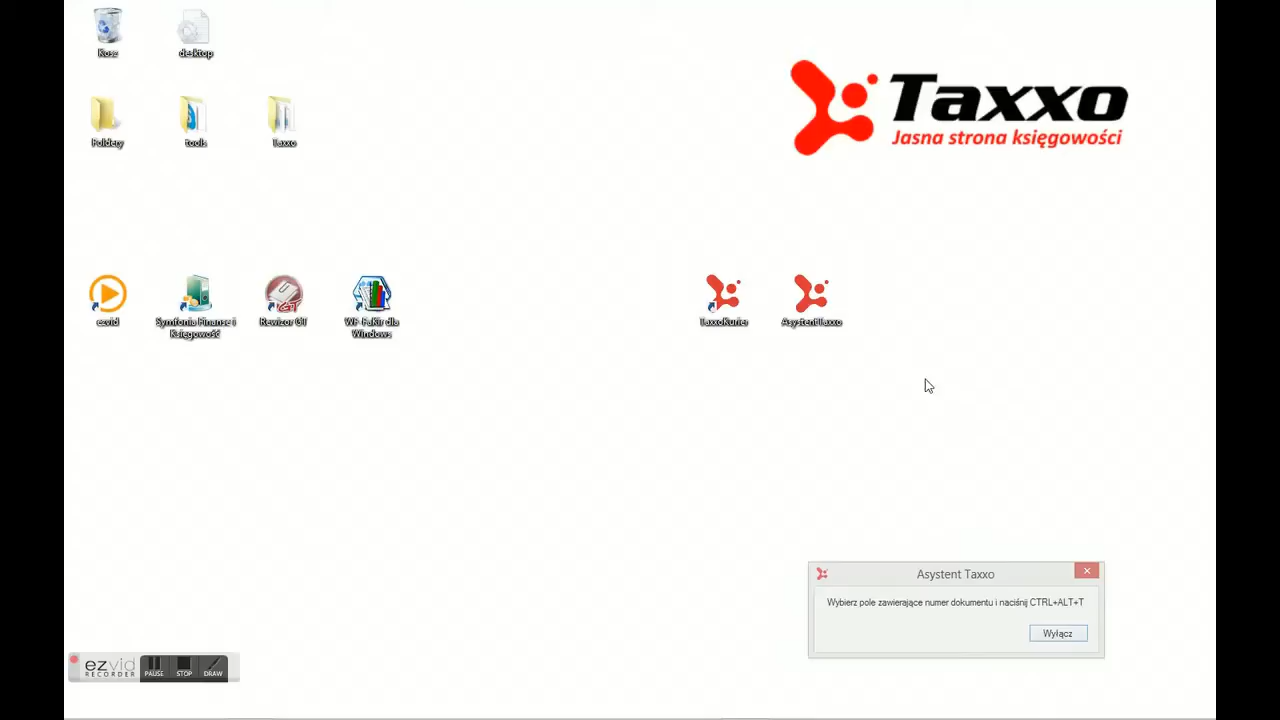 Kosz
desktop
Taxxo
Jasna strona księgowości
Foldery
tools
Taxxo
ezvid
Symfonia Finanse i
Księgowość
Rewizor GT
WF-FaKir dla
Windows
TaxxoKurier
AsystentTaxxo
Asystent Taxxo
Wybierz pole zawierające numer dokumentu i naciśnij CTRL+ALT+T
Wyłącz
ezvid
RECORDER
PAUSE
STOP
DRAW